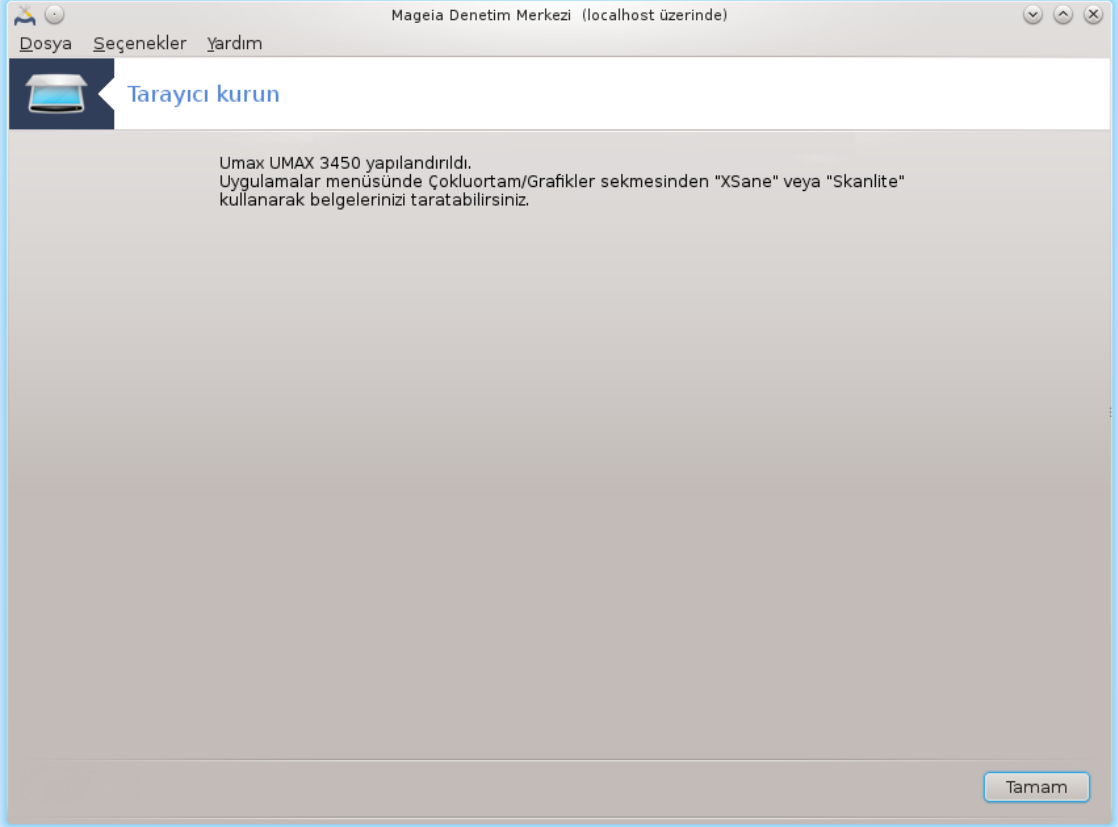 Mageia Denetim Merkezi  (localhost üzerinde)
Dosya Seçenekler Yardım
Tarayıcı kurun
Umax UMAX 3450 yapılandırıldı.
Uygulamalar menüsünde Çokluortam/Grafikler sekmesinden "XSane" veya "Skanlite"
kullanarak belgelerinizi taratabilirsiniz.
Tamam